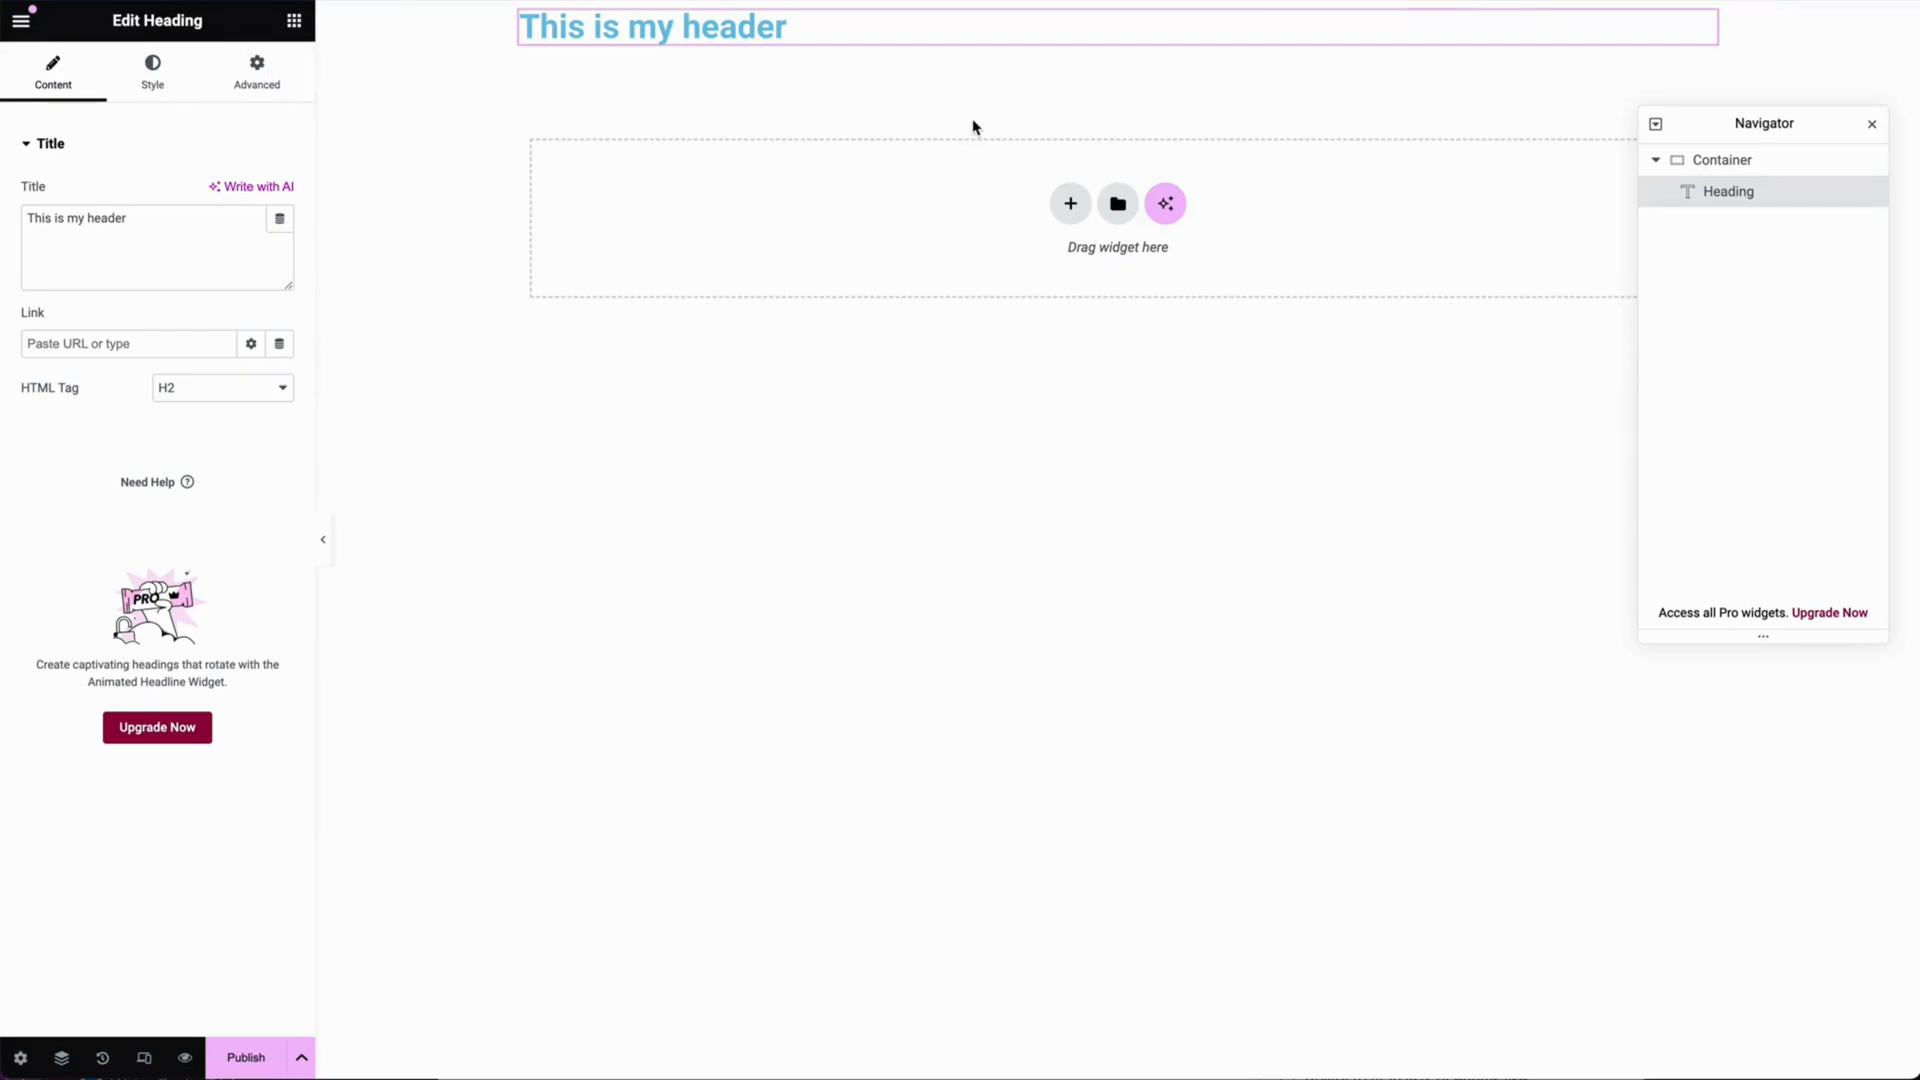 Edit Heading
Content
Style
Advanced
Title
Title
Write with AI
This is my header
Link
Paste URL or type
HTML Tag
H2
Need Help
PRO
Create captivating headings that rotate with the
Animated Headline Widget.
Upgrade Now
Publish
This is my header
Drag widget here
Navigator
Container
Heading
Access all Pro widgets. Upgrade Now